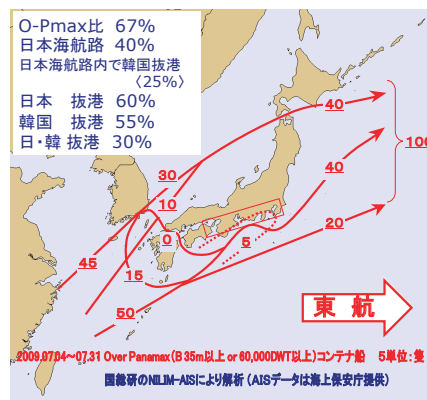 O-Pmax比 67%
日本海航路 40%
日本海航路内で韓国抜港
〈25%〉
日本 抜港 60%
韓国 抜港 55%
日・韓 抜港 30%
40
100
30
40
10
20
0
5
45
15
50
東 航
2009.07.04～07.31 Over Panamax（B 35m以上 or 60,000DWT以上）コンテナ船 5単位：隻
国総研のNILIM-AISにより解析（AISデータは海上保安庁提供）